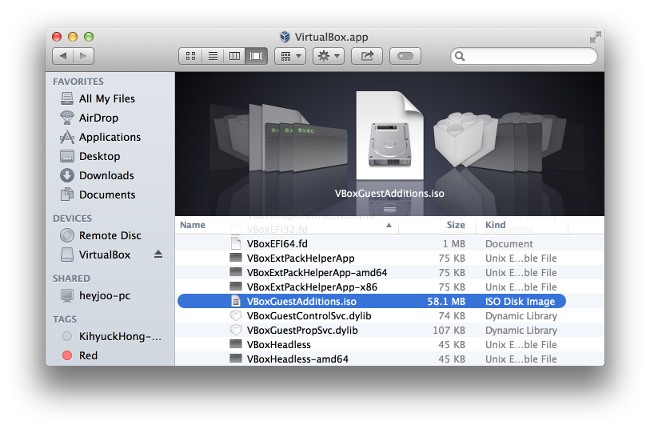 VirtualBox.app
FAVORITES
All My Files
AirDrop
Applications
Desktop
Downloads
Documents
DEVICES
Remote Disc
VirtualBox
SHARED
heyjoo-pc
TAGS
KihyuckHong-...
Red
exec
VBoxGuestAdditions.iso
Name Size Kind
VBoxEFI32.fd
VBoxEFI64.fd 1 MB Document
VBoxExtPackHelperApp 75 KB Unix E...ble File
VBoxExtPackHelperApp-amd64 75 KB Unix E...ble File
VBoxExtPackHelperApp-x86 75 KB Unix E...ble File
VBoxGuestAdditions.iso 58.1 MB ISO Disk Image
VBoxGuestControlSvc.dylib 74 KB Dynamic Library
VBoxGuestPropSvc.dylib 107 KB Dynamic Library
VBoxHeadless 45 KB Unix E...ble File
VBoxHeadless-amd64 45 KB Unix E...ble File